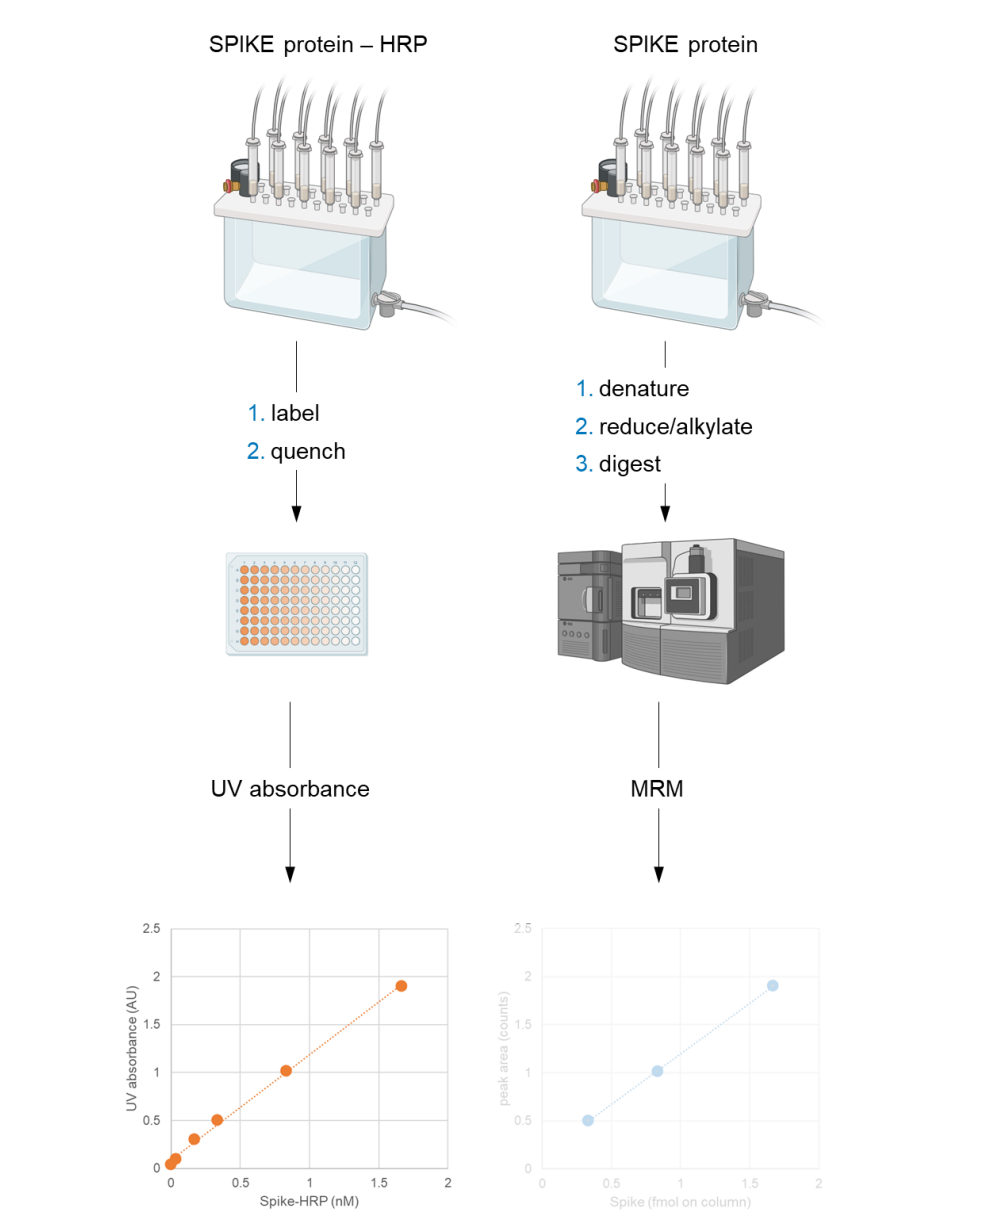 SPIKE protein – HRP
SPIKE protein
1. label
2. quench
1. denature
2. reduce/alkylate
3. digest
UV absorbance
MRM
2.5
2
1.5
1
0.5
0
0
0.5
1
1.5
2
UV absorbance (AU)
Spike-HRP (nM)
2.5
2
1.5
1
0.5
0
0
0.5
1
1.5
2
peak area (counts)
Spike (fmol on column)